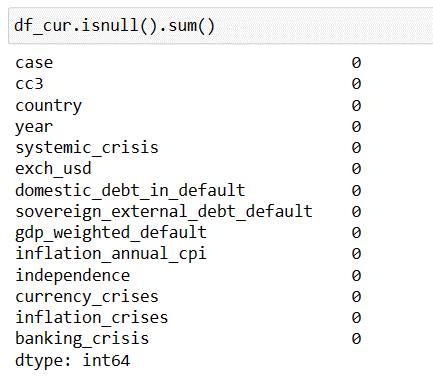 df_cur.isnull().sum()
case 0
cc3 0
country 0
year 0
systemic_crisis 0
exch_usd 0
domestic_debt_in_default 0
sovereign_external_debt_default 0
gdp_weighted_default 0
inflation_annual_cpi 0
independence 0
currency_crises 0
inflation_crises 0
banking_crisis 0
dtype: int64